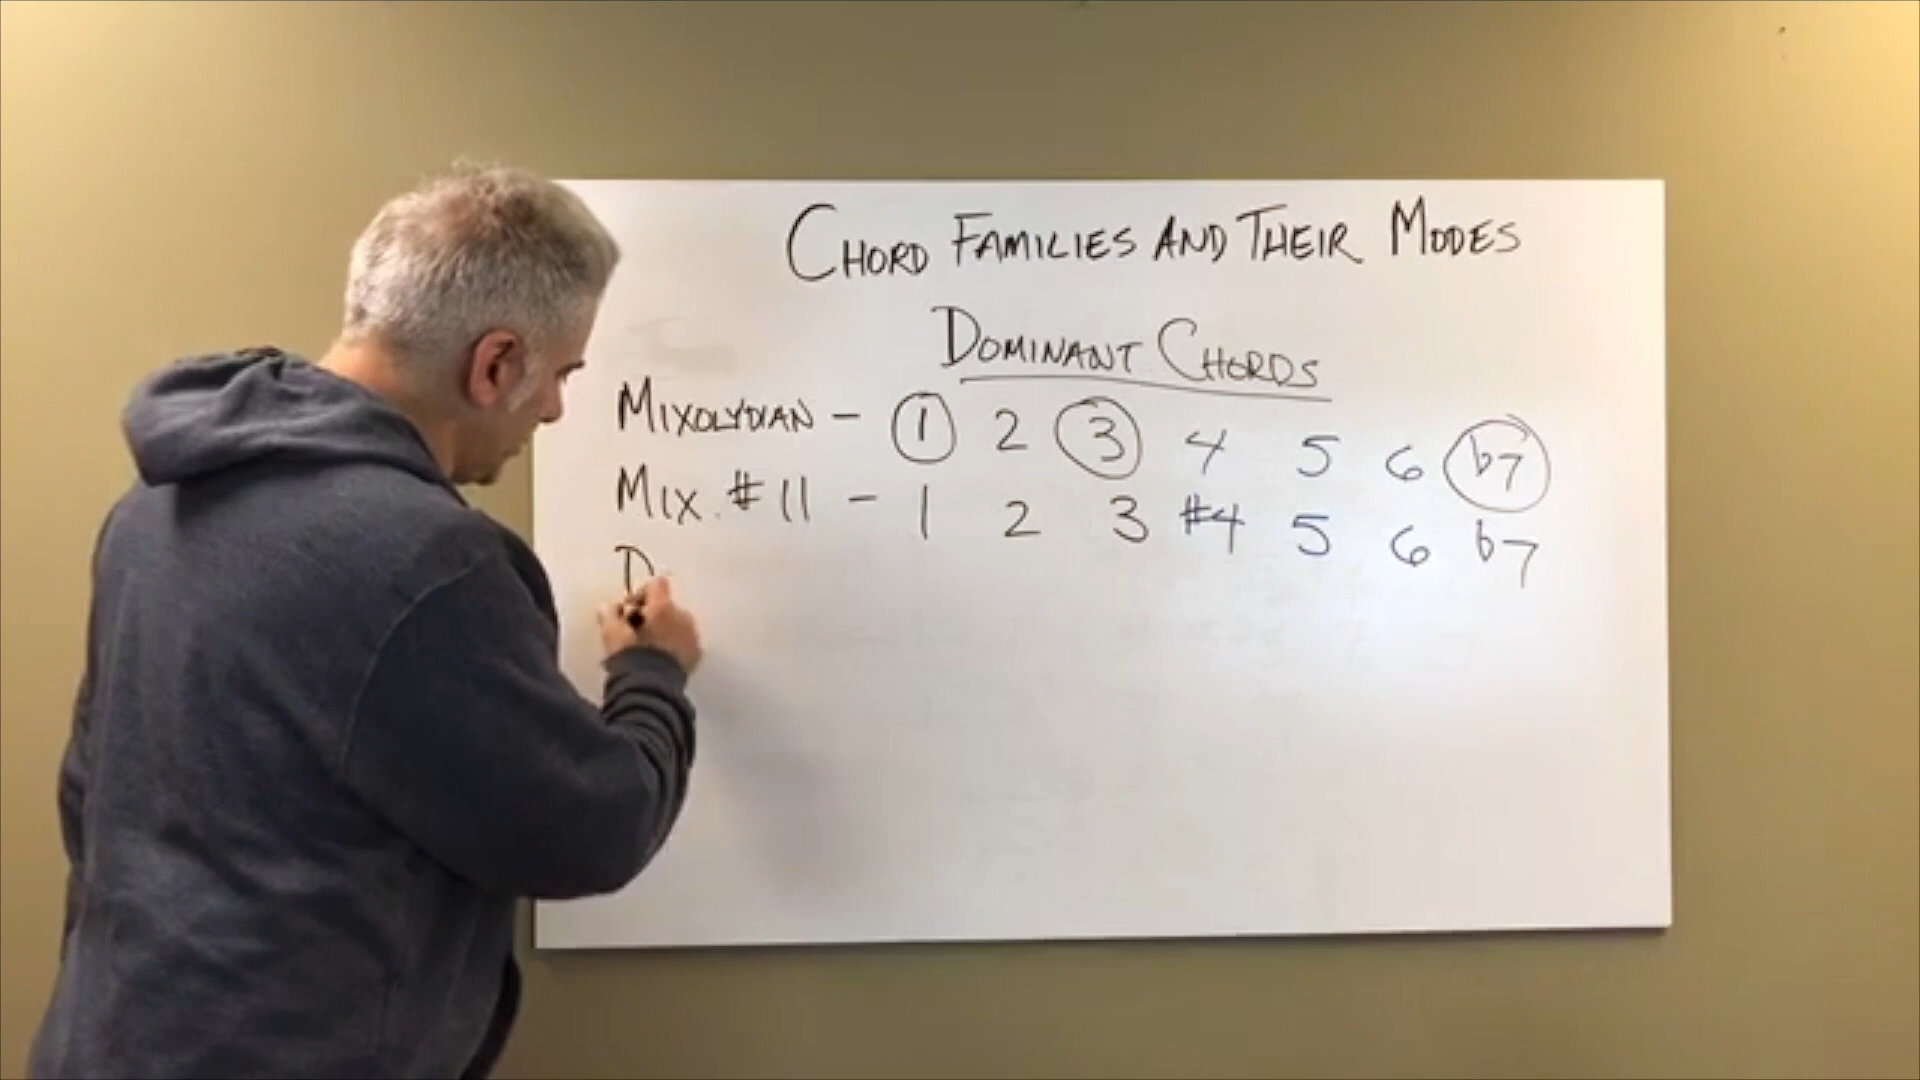 CHORD FAMILIES AND THEIR MODES
DOMINANT CHORDS
MIXOLYDIAN - 1 2 3 4 5 6 b7
MIX. #11 - 1 2 3 #4 5 6 b7
D